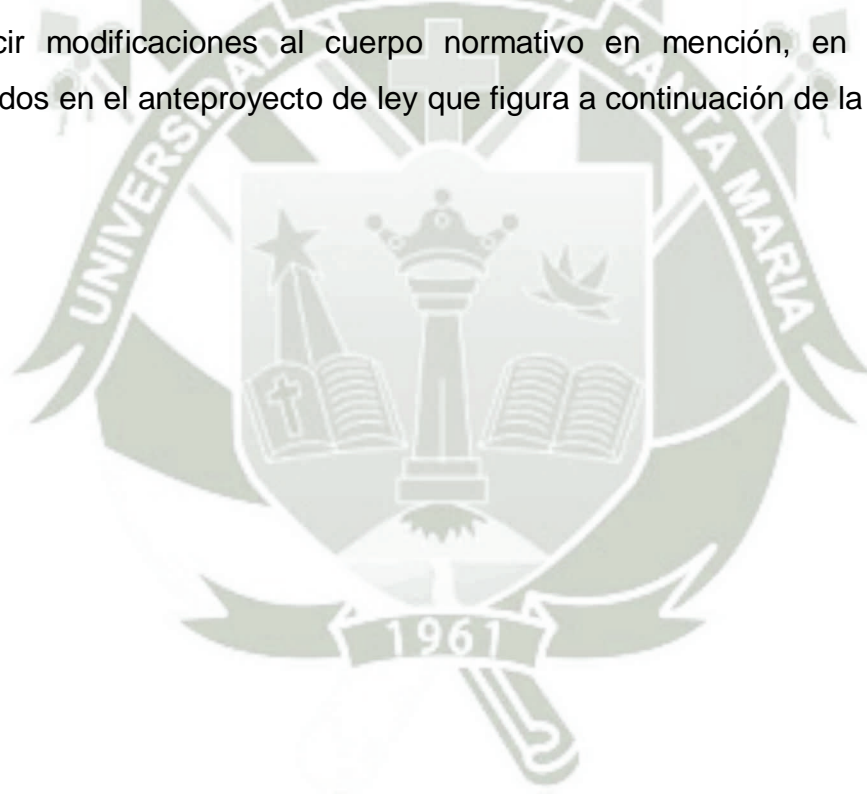 cir modificaciones al cuerpo normativo en mención, en
dos en el anteproyecto de ley que figura a continuación de la
UNIVERSIDAD
SANTA MARIA
1961